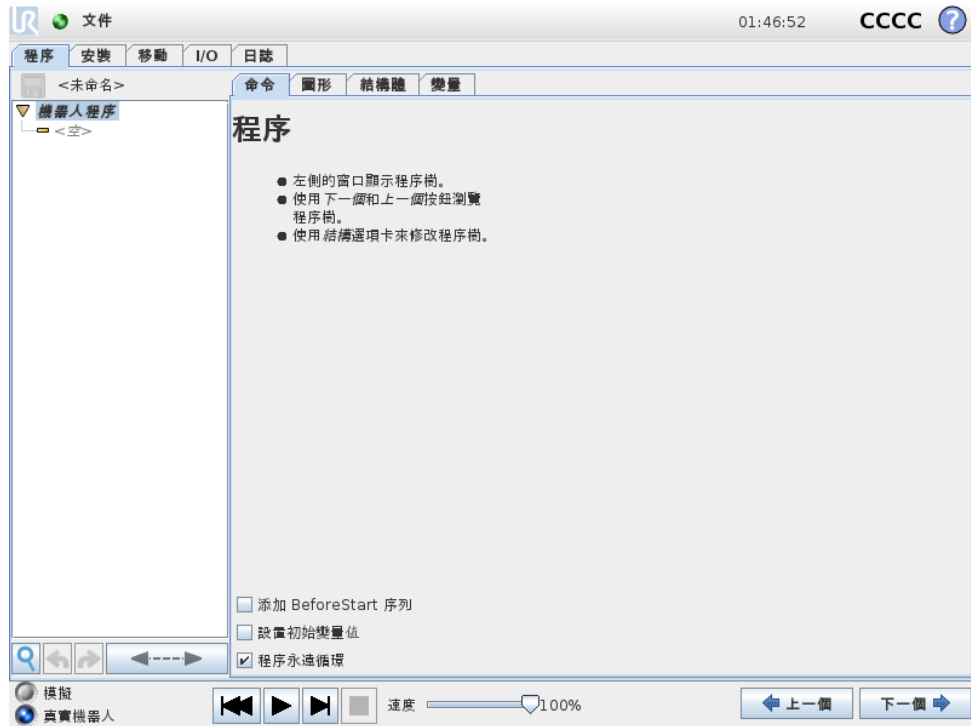 UR 文件 01:46:52 CCCC ?
程序 安裝 移動 I/O 日誌
<未命名> 命令 圖形 結構體 變量
機器人程序
<空>
程序
左側的窗口顯示程序樹。
使用下一個和上一個按鈕瀏覽
程序樹。
使用結構選項卡來修改程序樹。
添加 BeforeStart 序列
設置初始變量值
程序永遠循環
模擬
真實機器人
速度 100% 上一個 下一個